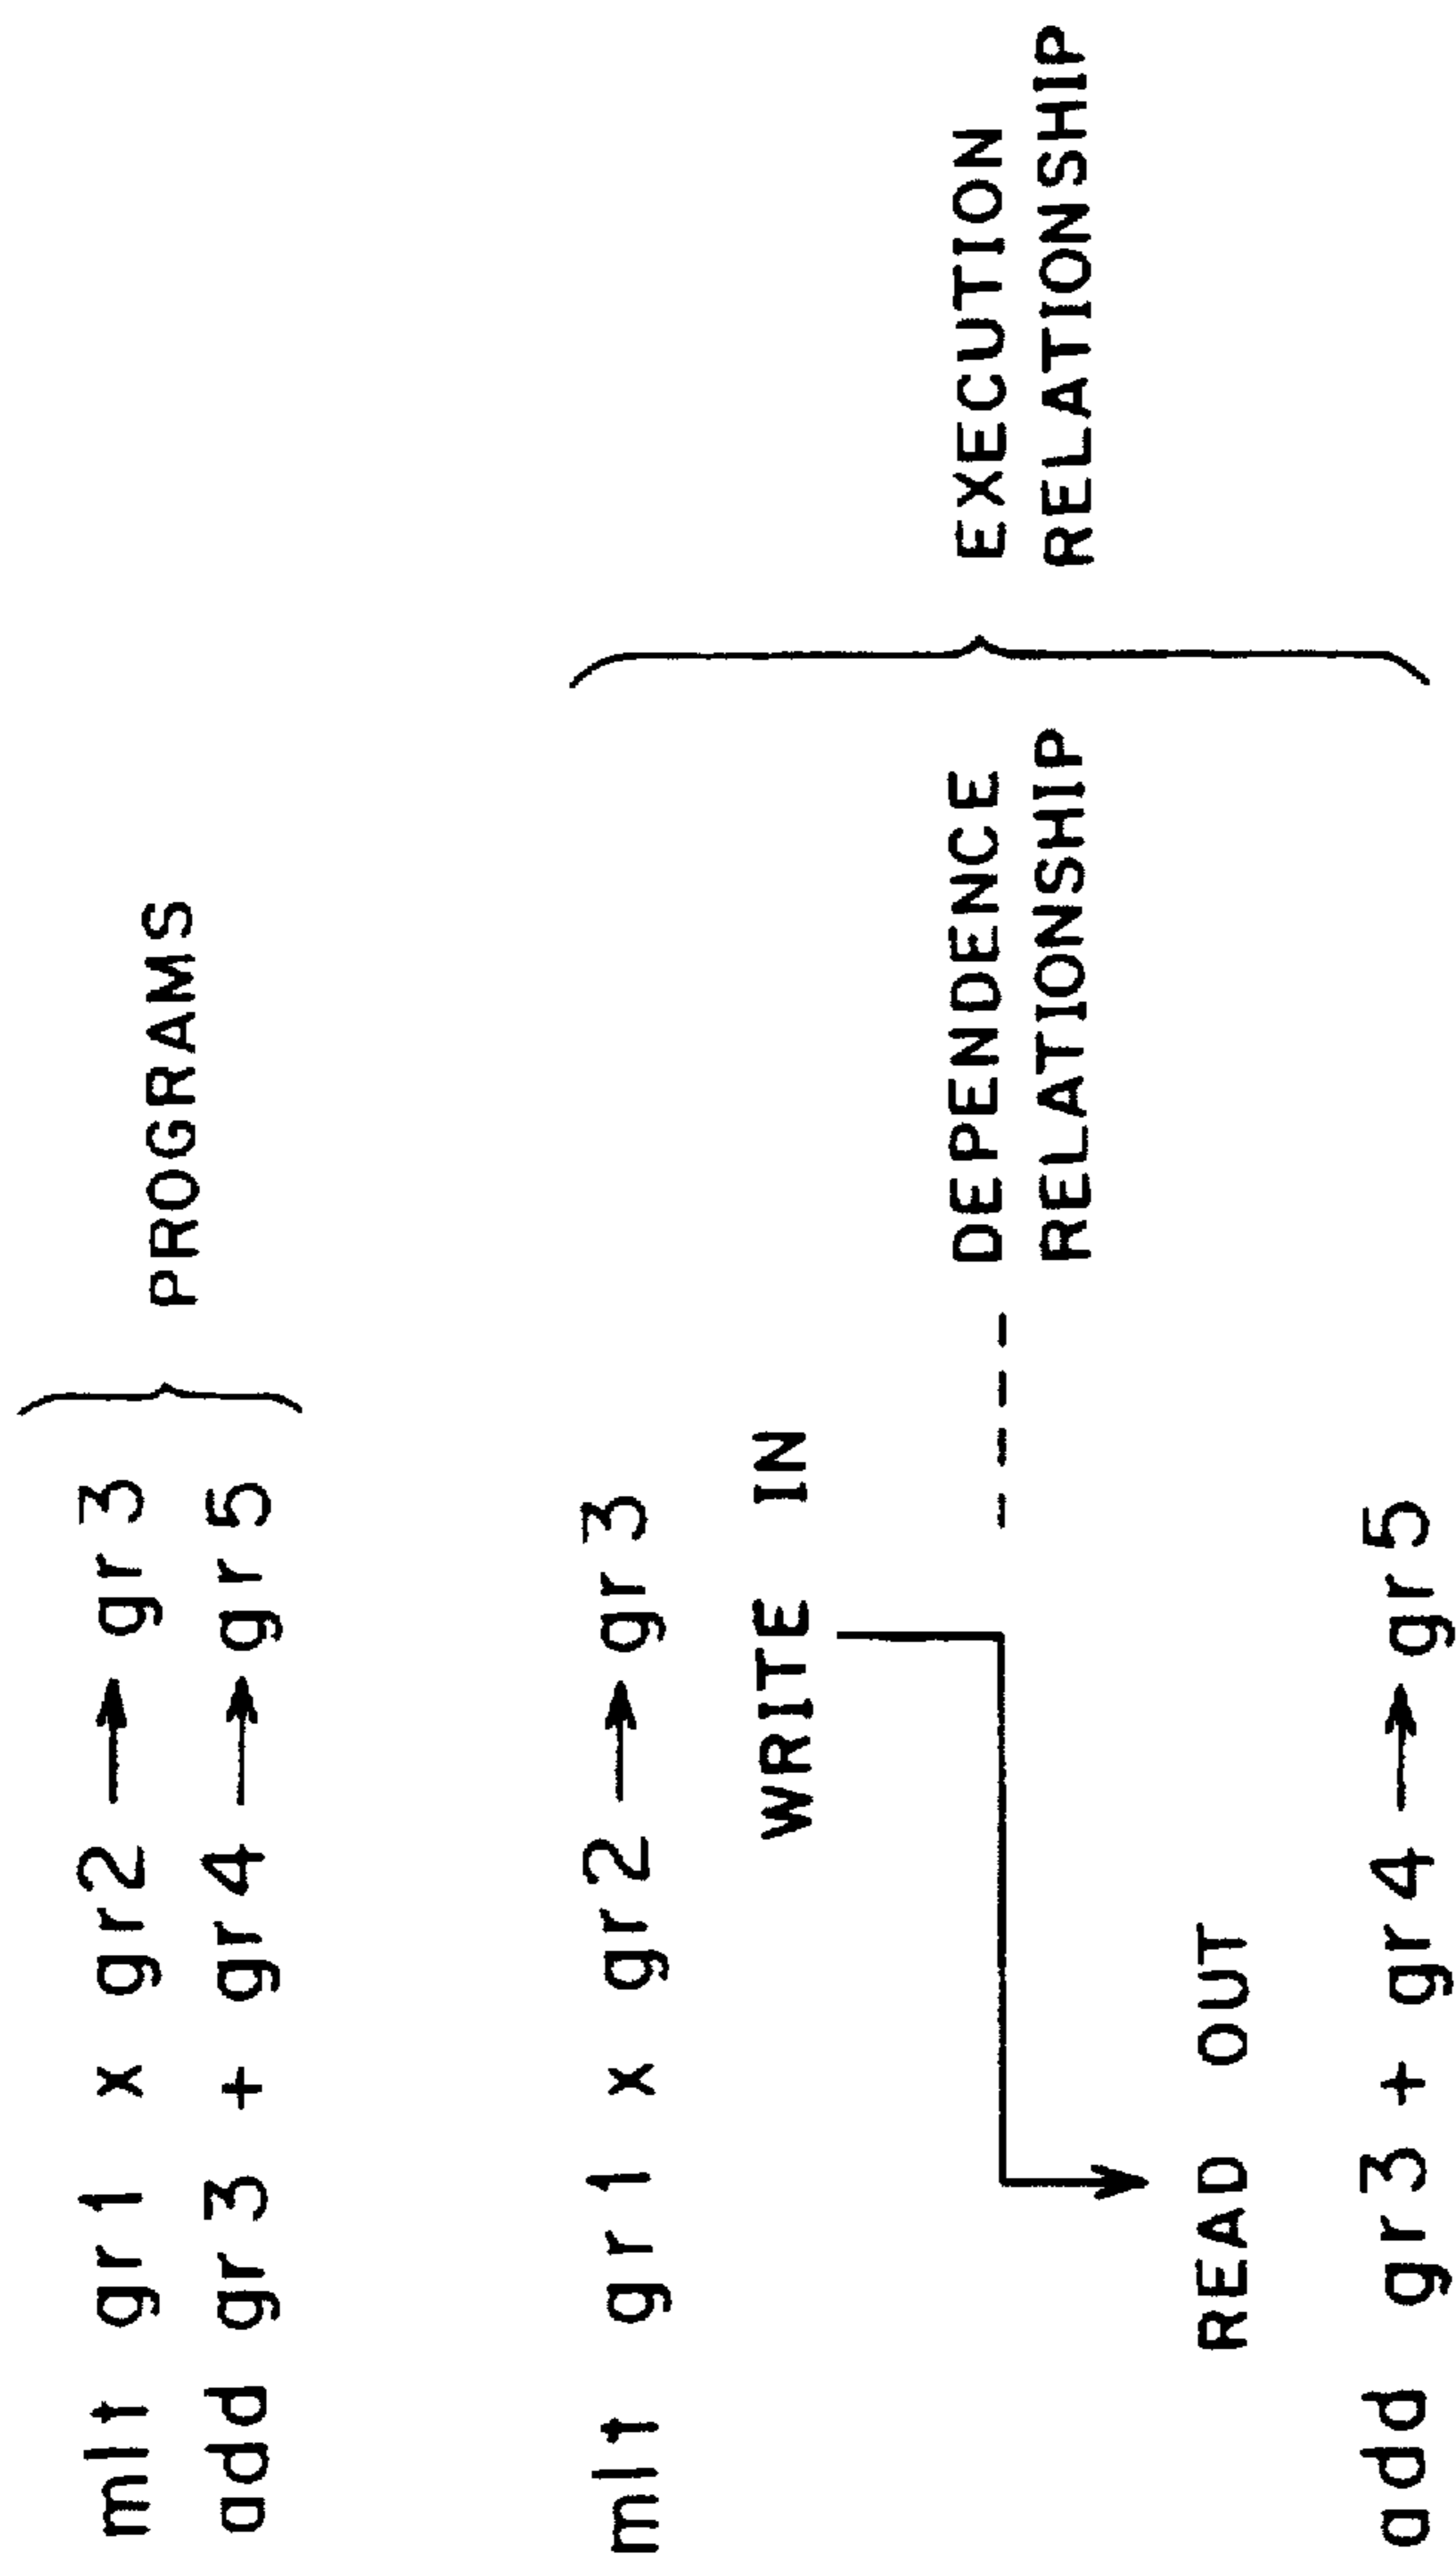 mlt gr1 x gr2 → gr3
add gr3 + gr4 → gr5
PROGRAMS
mlt gr1 x gr2 → gr3
WRITE IN
DEPENDENCE
RELATIONSHIP
READ OUT
add gr3 + gr4 → gr5
EXECUTION
RELATIONSHIP